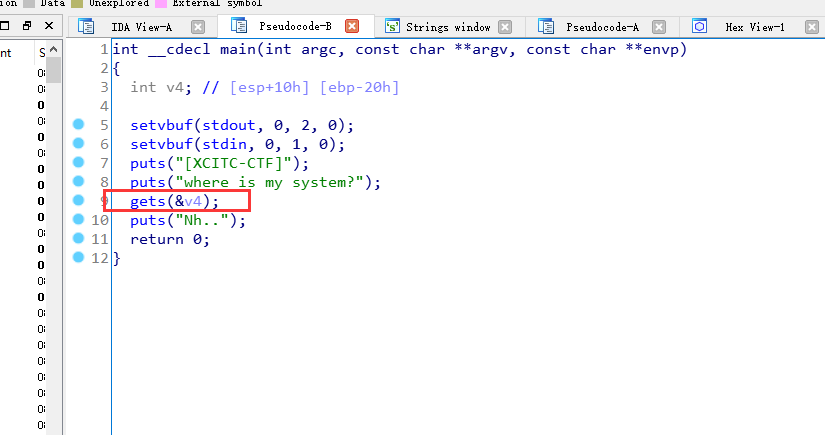 ion Data Unexplored External symbol
IDA View-A Pseudocode-B Strings window Pseudocode-A Hex View-1
nt S
1 int __cdecl main(int argc, const char **argv, const char **envp)
2 {
3 int v4; // [esp+10h] [ebp-20h]
4
5 setvbuf(stdout, 0, 2, 0);
6 setvbuf(stdin, 0, 1, 0);
7 puts("[XCITC-CTF]");
8 puts("where is my system?");
9 gets(&v4);
10 puts("Nh..");
11 return 0;
12 }